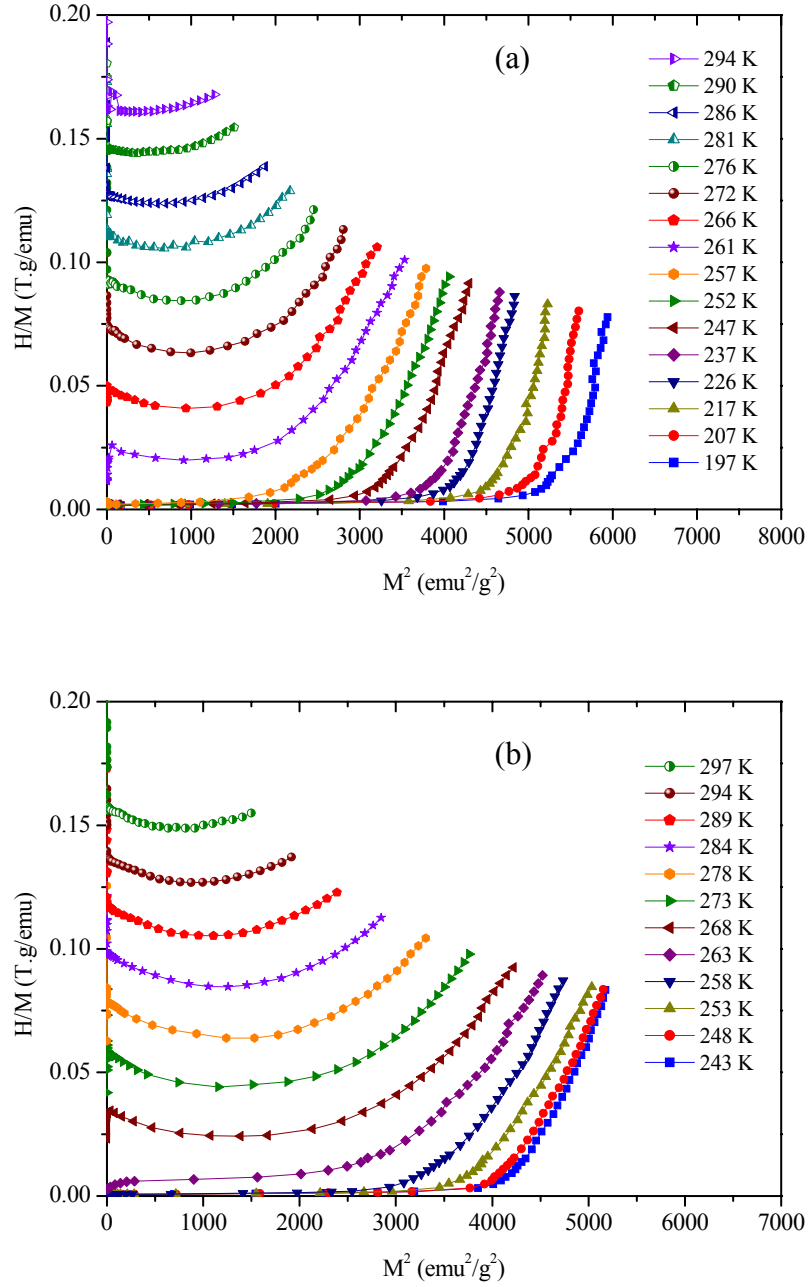 (a)
294 K
290 K
286 K
281 K
276 K
272 K
266 K
261 K
257 K
252 K
247 K
237 K
226 K
217 K
207 K
197 K
0.20
0.15
0.10
0.05
0.00
H/M (T.g/emu)
0 1000 2000 3000 4000 5000 6000 7000 8000
M² (emu²/g²)
(b)
297 K
294 K
289 K
284 K
278 K
273 K
268 K
263 K
258 K
253 K
248 K
243 K
0.20
0.15
0.10
0.05
0.00
H/M (T.g/emu)
0 1000 2000 3000 4000 5000 6000 7000
M² (emu²/g²)